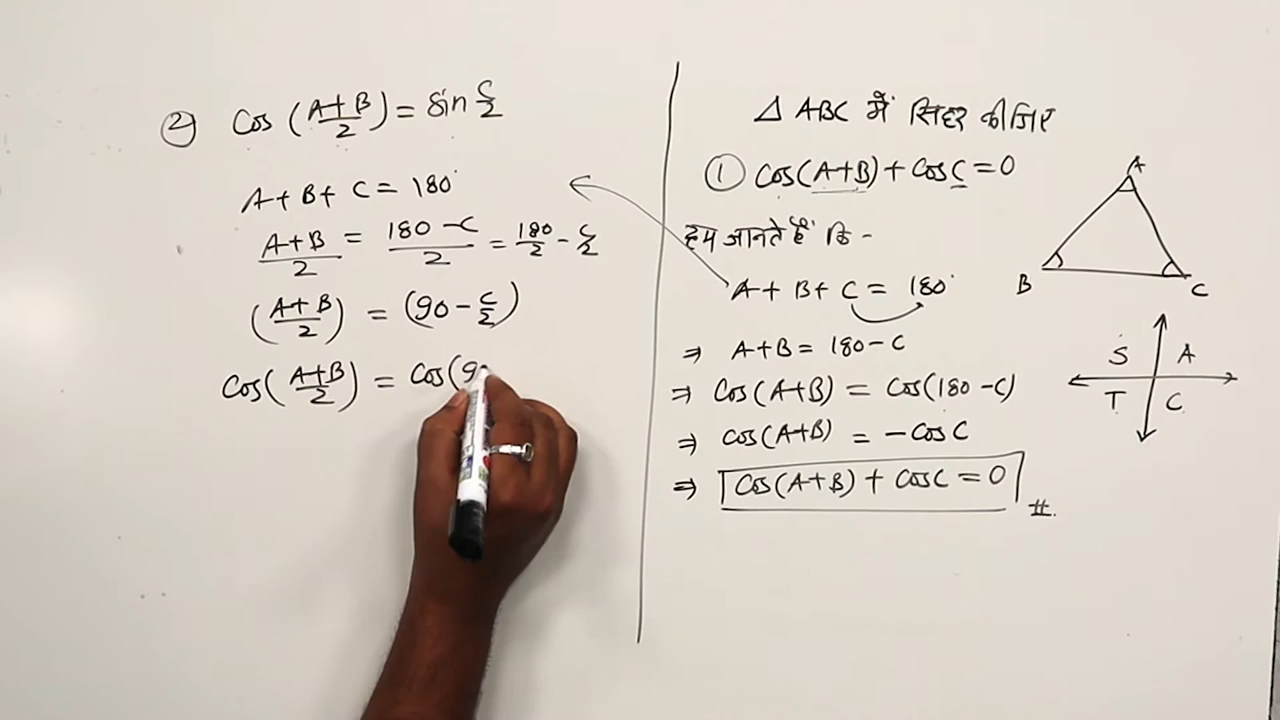 ② Cos (A+B/2) = Sin C/2
A+B+C = 180°
A+B/2 = 180-C/2 = 180/2 - C/2
(A+B/2) = (90 - C/2)
Cos(A+B/2) = Cos(9
Δ ABC में सिद्ध कीजिए
① Cos(A+B) + Cos C = 0
हम जानते हैं कि -
A+B+C = 180°
⇒ A+B = 180-C
⇒ Cos(A+B) = Cos(180-C)
⇒ Cos(A+B) = -Cos C
⇒ Cos(A+B) + Cos C = 0
#.
A
B C
S A
T C